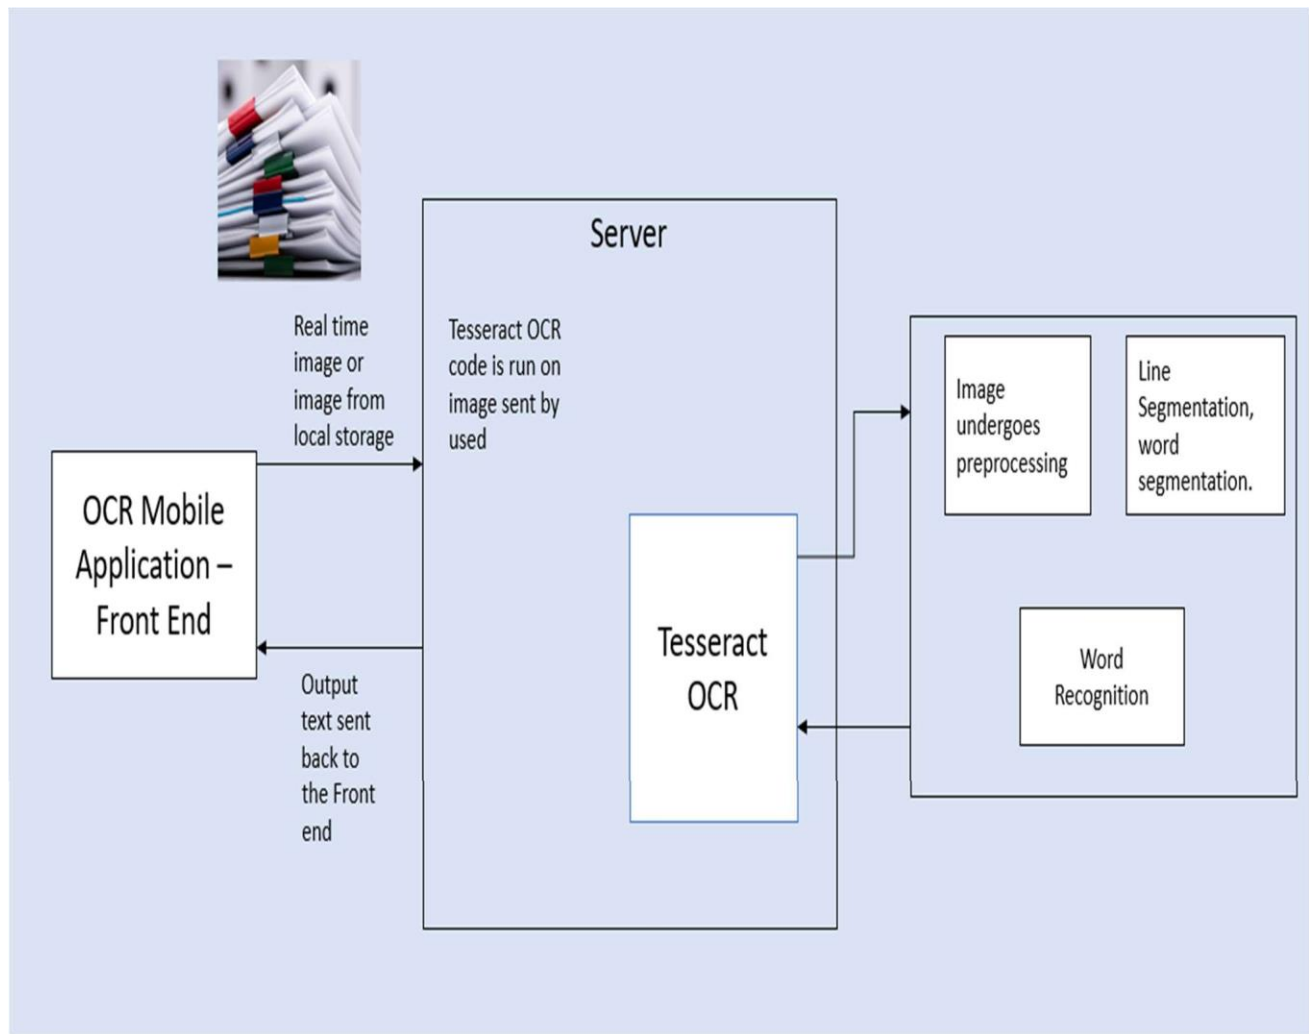 Server
Real time
image or
image from
local storage
Tesseract OCR
code is run on
image sent by
used
OCR Mobile
Application –
Front End
Output
text sent
back to
the Front
end
Tesseract
OCR
Image
undergoes
preprocessing
Line
Segmentation,
word
segmentation.
Word
Recognition